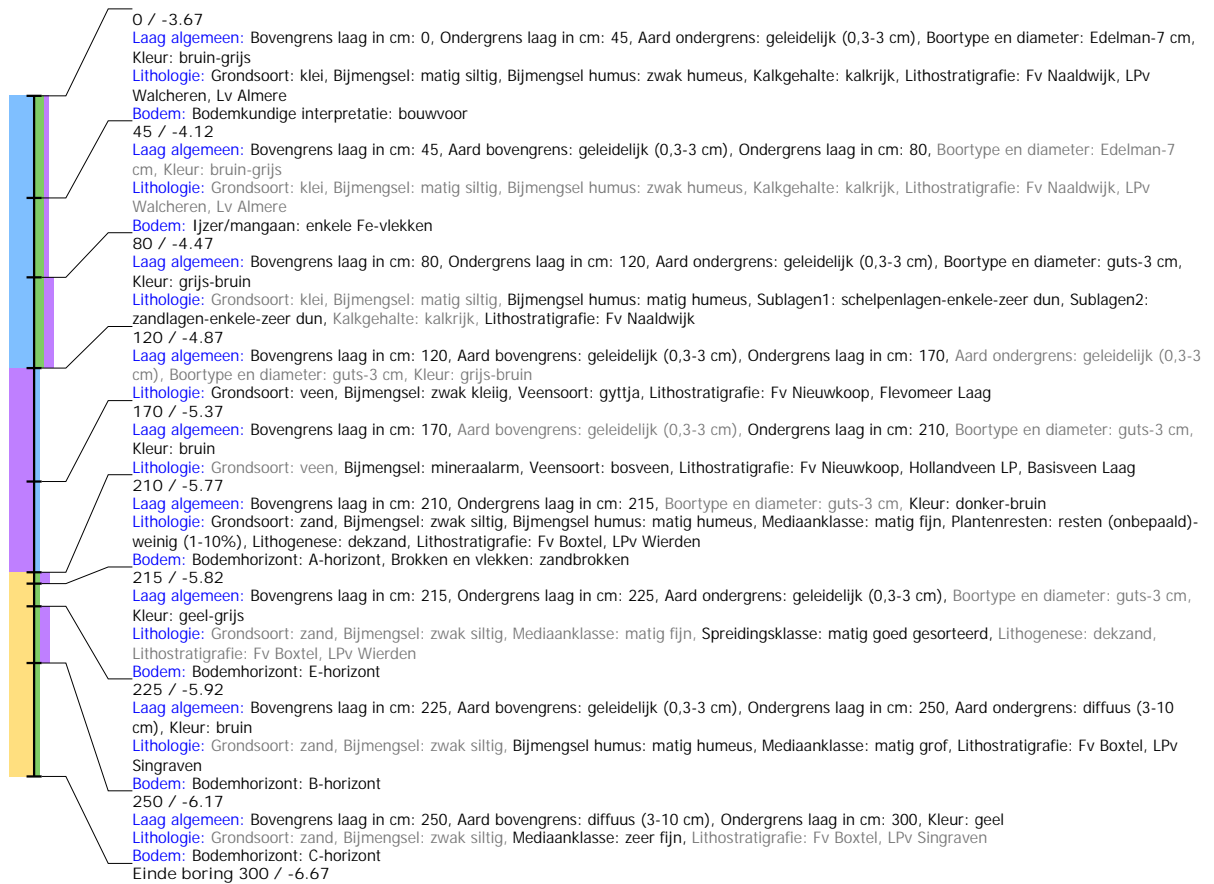 0 / -3.67
Laag algemeen: Bovengrens laag in cm: 0, Ondergrens laag in cm: 45, Aard ondergrens: geleidelijk (0,3-3 cm), Boortype en diameter: Edelman-7 cm,
Kleur: bruin-grijs
Lithologie: Grondsoort: klei, Bijmengsel: matig siltig, Bijmengsel humus: zwak humeus, Kalkgehalte: kalkrijk, Lithostratigrafie: Fv Naaldwijk, LPv
Walcheren, Lv Almere
Bodem: Bodemkundige interpretatie: bouwvoor
45 / -4.12
Laag algemeen: Bovengrens laag in cm: 45, Aard bovengrens: geleidelijk (0,3-3 cm), Ondergrens laag in cm: 80, Boortype en diameter: Edelman-7
cm, Kleur: bruin-grijs
Lithologie: Grondsoort: klei, Bijmengsel: matig siltig, Bijmengsel humus: zwak humeus, Kalkgehalte: kalkrijk, Lithostratigrafie: Fv Naaldwijk, LPv
Walcheren, Lv Almere
Bodem: Ijzer/mangaan: enkele Fe-vlekken
80 / -4.47
Laag algemeen: Bovengrens laag in cm: 80, Ondergrens laag in cm: 120, Aard ondergrens: geleidelijk (0,3-3 cm), Boortype en diameter: guts-3 cm,
Kleur: grijs-bruin
Lithologie: Grondsoort: klei, Bijmengsel: matig siltig, Bijmengsel humus: matig humeus, Sublagen1: schelpenlagen-enkele-zeer dun, Sublagen2:
zandlagen-enkele-zeer dun, Kalkgehalte: kalkrijk, Lithostratigrafie: Fv Naaldwijk
120 / -4.87
Laag algemeen: Bovengrens laag in cm: 120, Aard bovengrens: geleidelijk (0,3-3 cm), Ondergrens laag in cm: 170, Aard ondergrens: geleidelijk (0,3-3
cm), Boortype en diameter: guts-3 cm, Kleur: grijs-bruin
Lithologie: Grondsoort: veen, Bijmengsel: zwak kleiig, Veensoort: gyttja, Lithostratigrafie: Fv Nieuwkoop, Flevomeer Laag
170 / -5.37
Laag algemeen: Bovengrens laag in cm: 170, Aard bovengrens: geleidelijk (0,3-3 cm), Ondergrens laag in cm: 210, Boortype en diameter: guts-3 cm,
Kleur: bruin
Lithologie: Grondsoort: veen, Bijmengsel: mineraalarm, Veensoort: bosveen, Lithostratigrafie: Fv Nieuwkoop, Hollandveen LP, Basisveen Laag
210 / -5.77
Laag algemeen: Bovengrens laag in cm: 210, Ondergrens laag in cm: 215, Boortype en diameter: guts-3 cm, Kleur: donker-bruin
Lithologie: Grondsoort: zand, Bijmengsel: zwak siltig, Bijmengsel humus: matig humeus, Mediaanklasse: matig fijn, Plantenresten: resten (onbepaald)-
weinig (1-10%), Lithogenese: dekzand, Lithostratigrafie: Fv Boxtel, LPv Wierden
Bodem: Bodemhorizont: A-horizont, Brokken en vlekken: zandbrokken
215 / -5.82
Laag algemeen: Bovengrens laag in cm: 215, Ondergrens laag in cm: 225, Aard ondergrens: geleidelijk (0,3-3 cm), Boortype en diameter: guts-3 cm,
Kleur: geel-grijs
Lithologie: Grondsoort: zand, Bijmengsel: zwak siltig, Mediaanklasse: matig fijn, Spreidingsklasse: matig goed gesorteerd, Lithogenese: dekzand,
Lithostratigrafie: Fv Boxtel, LPv Wierden
Bodem: Bodemhorizont: E-horizont
225 / -5.92
Laag algemeen: Bovengrens laag in cm: 225, Aard bovengrens: geleidelijk (0,3-3 cm), Ondergrens laag in cm: 250, Aard ondergrens: diffuus (3-10
cm), Kleur: bruin
Lithologie: Grondsoort: zand, Bijmengsel: zwak siltig, Bijmengsel humus: matig humeus, Mediaanklasse: matig grof, Lithostratigrafie: Fv Boxtel, LPv
Singraven
Bodem: Bodemhorizont: B-horizont
250 / -6.17
Laag algemeen: Bovengrens laag in cm: 250, Aard bovengrens: diffuus (3-10 cm), Ondergrens laag in cm: 300, Kleur: geel
Lithologie: Grondsoort: zand, Bijmengsel: zwak siltig, Mediaanklasse: zeer fijn, Lithostratigrafie: Fv Boxtel, LPv Singraven
Bodem: Bodemhorizont: C-horizont
Einde boring 300 / -6.67